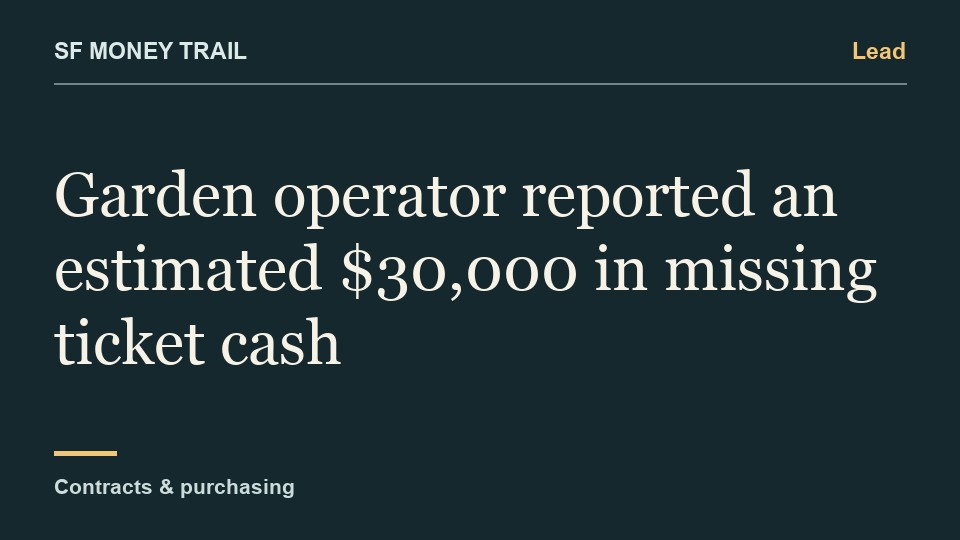 SF MONEY TRAIL
Lead
Garden operator reported an
estimated $30,000 in missing
ticket cash
Contracts & purchasing